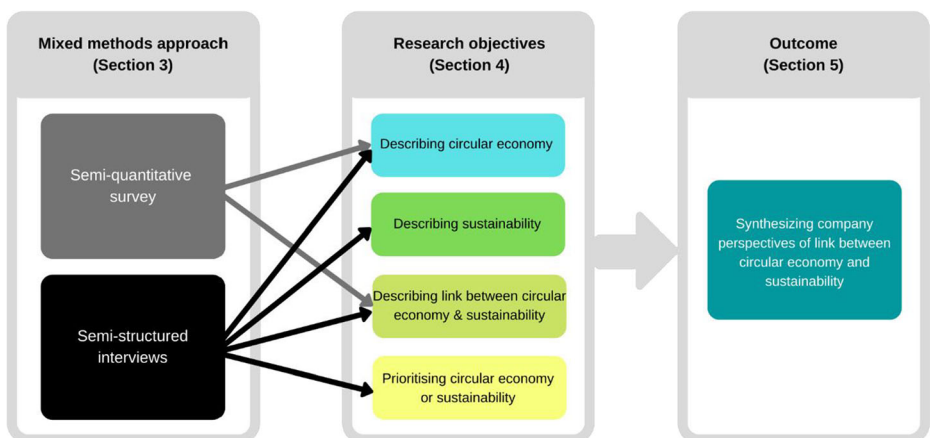 Mixed methods approach
(Section 3)
Semi-quantitative
survey
Semi-structured
interviews
Research objectives
(Section 4)
Describing circular economy
Describing sustainability
Describing link between circular
economy & sustainability
Prioritising circular economy
or sustainability
Outcome
(Section 5)
Synthesizing company
perspectives of link between
circular economy and
sustainability